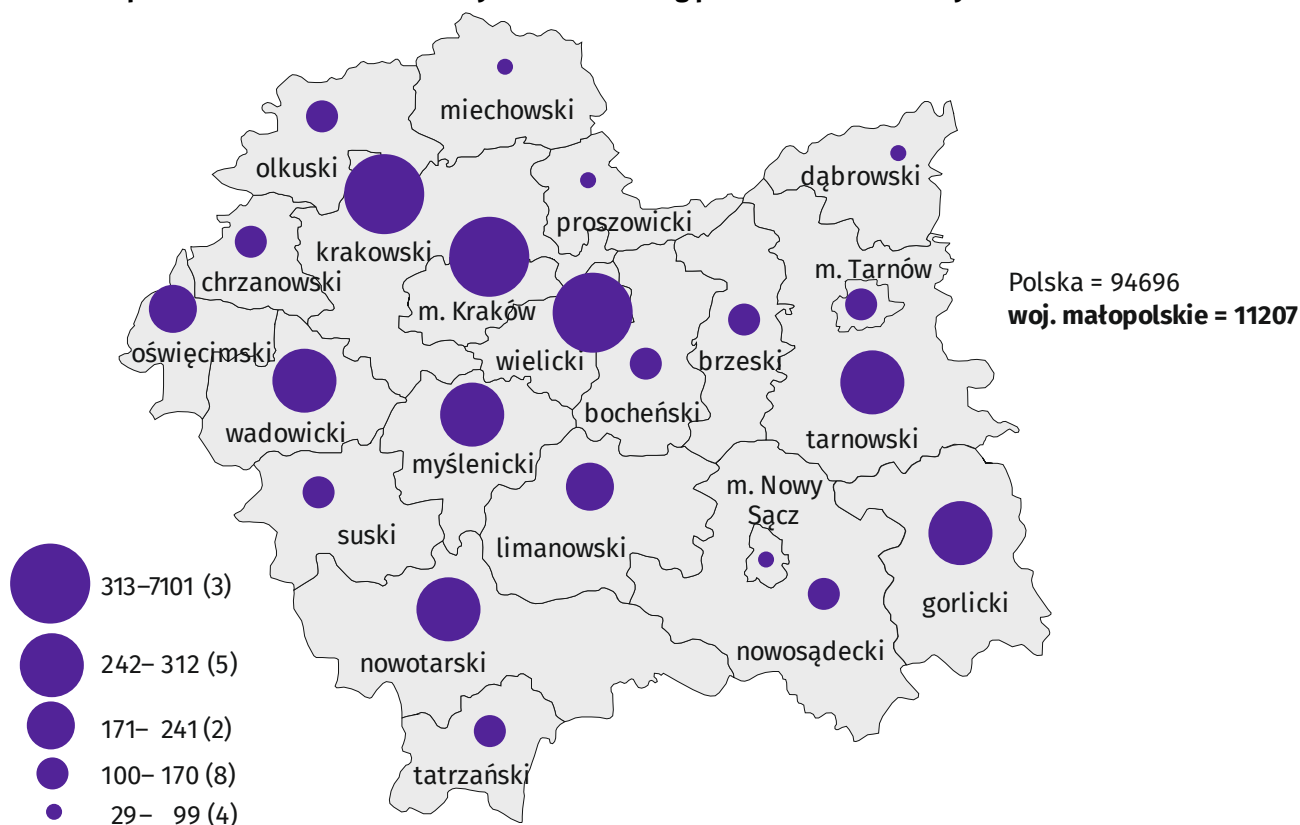 miechowski
olkuski
dąbrowski
proszowicki
krakowski
m. Tarnów
chrzanowski
m. Kraków
Polska = 94696
woj. małopolskie = 11207
oświęcimski
wielicki
brzeski
bocheński
wadowicki
tarnowski
myślenicki
m. Nowy
Sącz
suski
limanowski
313–7101 (3)
gorlicki
242– 312 (5)
nowotarski
nowosądecki
171– 241 (2)
100– 170 (8)
tatrzański
29– 99 (4)